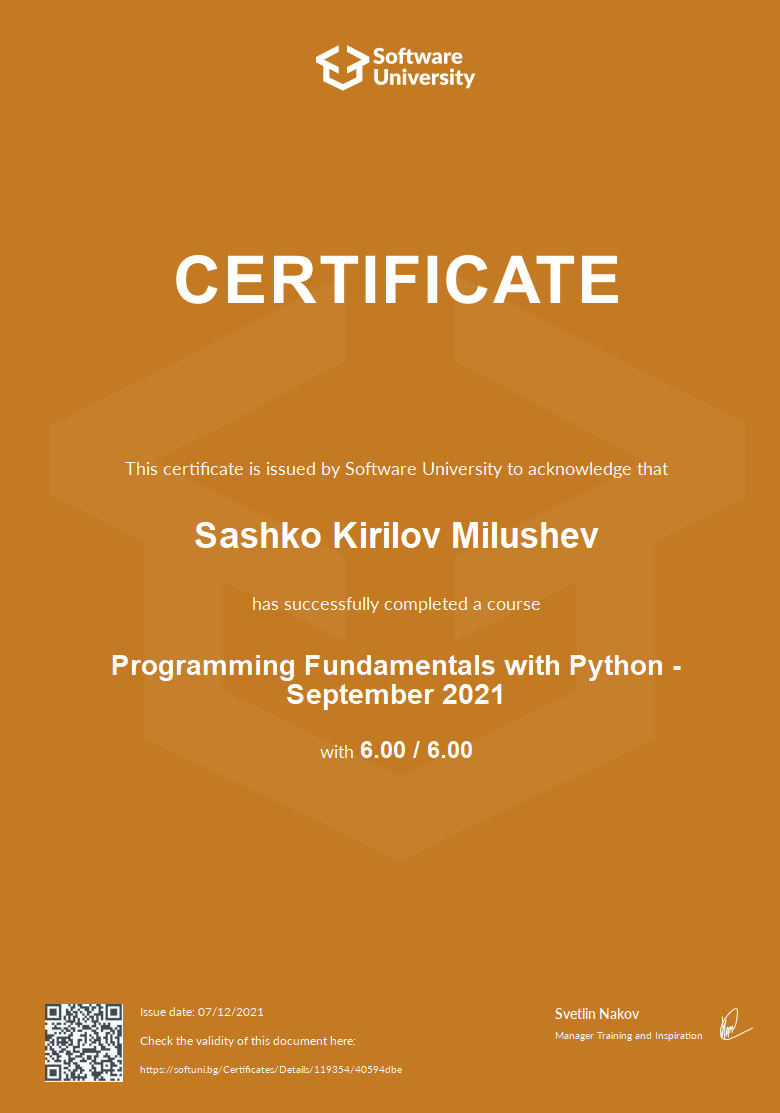 Software
University
CERTIFICATE
This certificate is issued by Software University to acknowledge that
Sashko Kirilov Milushev
has successfully completed a course
Programming Fundamentals with Python -
September 2021
with 6.00 / 6.00
Issue date: 07/12/2021
Check the validity of this document here:
https://softuni.bg/Certificates/Details/119354/40594dbe
Svetlin Nakov
Manager Training and Inspiration